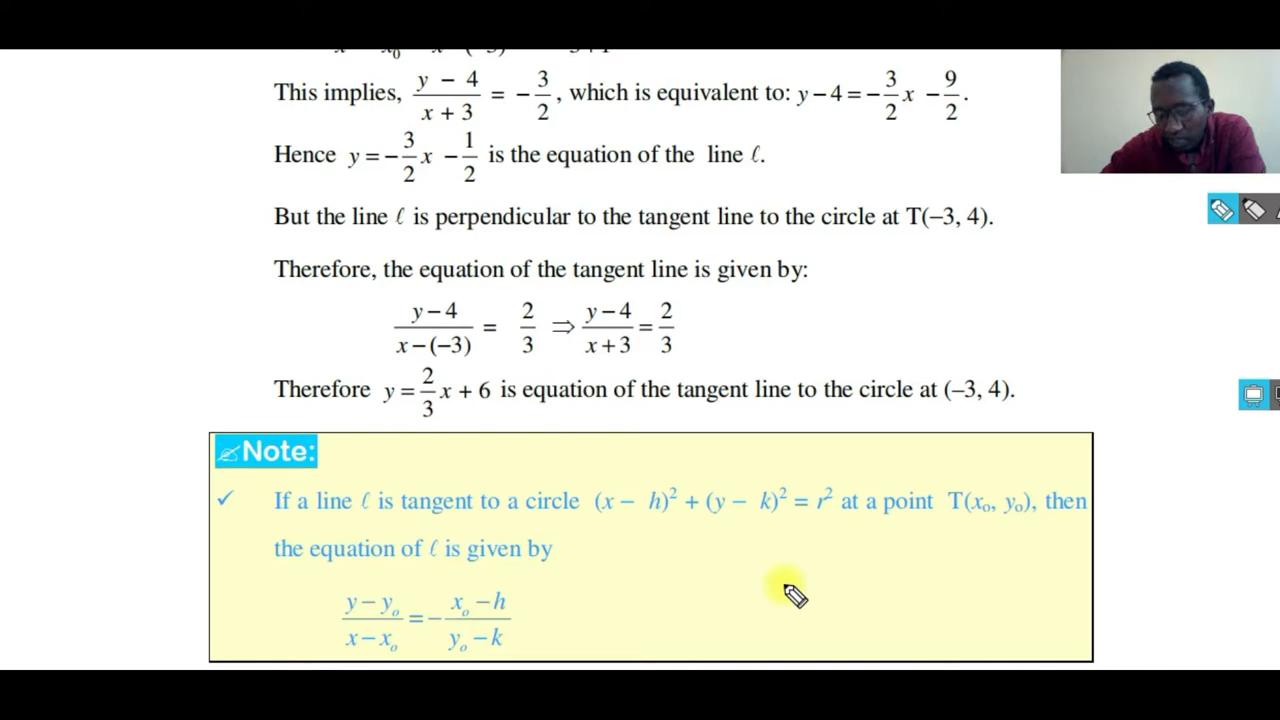 This implies, (y − 4)/(x + 3) = −3/2, which is equivalent to: y − 4 = −3/2 x − 9/2.
Hence y = −3/2 x − 1/2 is the equation of the line ℓ.
But the line ℓ is perpendicular to the tangent line to the circle at T(−3, 4).
Therefore, the equation of the tangent line is given by:
(y − 4)/(x − (−3)) = 2/3 ⇒ (y − 4)/(x + 3) = 2/3
Therefore y = 2/3 x + 6 is equation of the tangent line to the circle at (−3, 4).
Note:
✓ If a line ℓ is tangent to a circle (x − h)² + (y − k)² = r² at a point T(x₀, y₀), then
the equation of ℓ is given by
(y − y₀)/(x − x₀) = −(x₀ − h)/(y₀ − k)